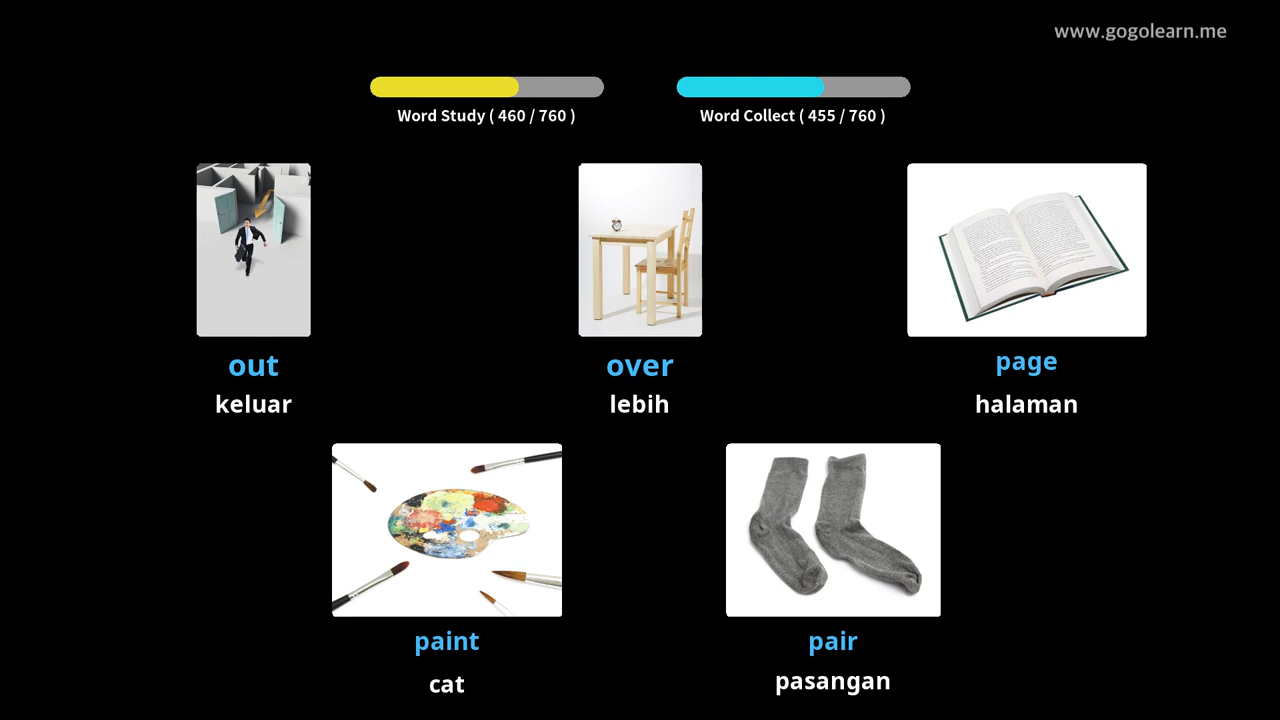 www.gogolearn.me
Word Study ( 460 / 760 )
Word Collect ( 455 / 760 )
out
keluar
over
lebih
page
halaman
paint
cat
pair
pasangan